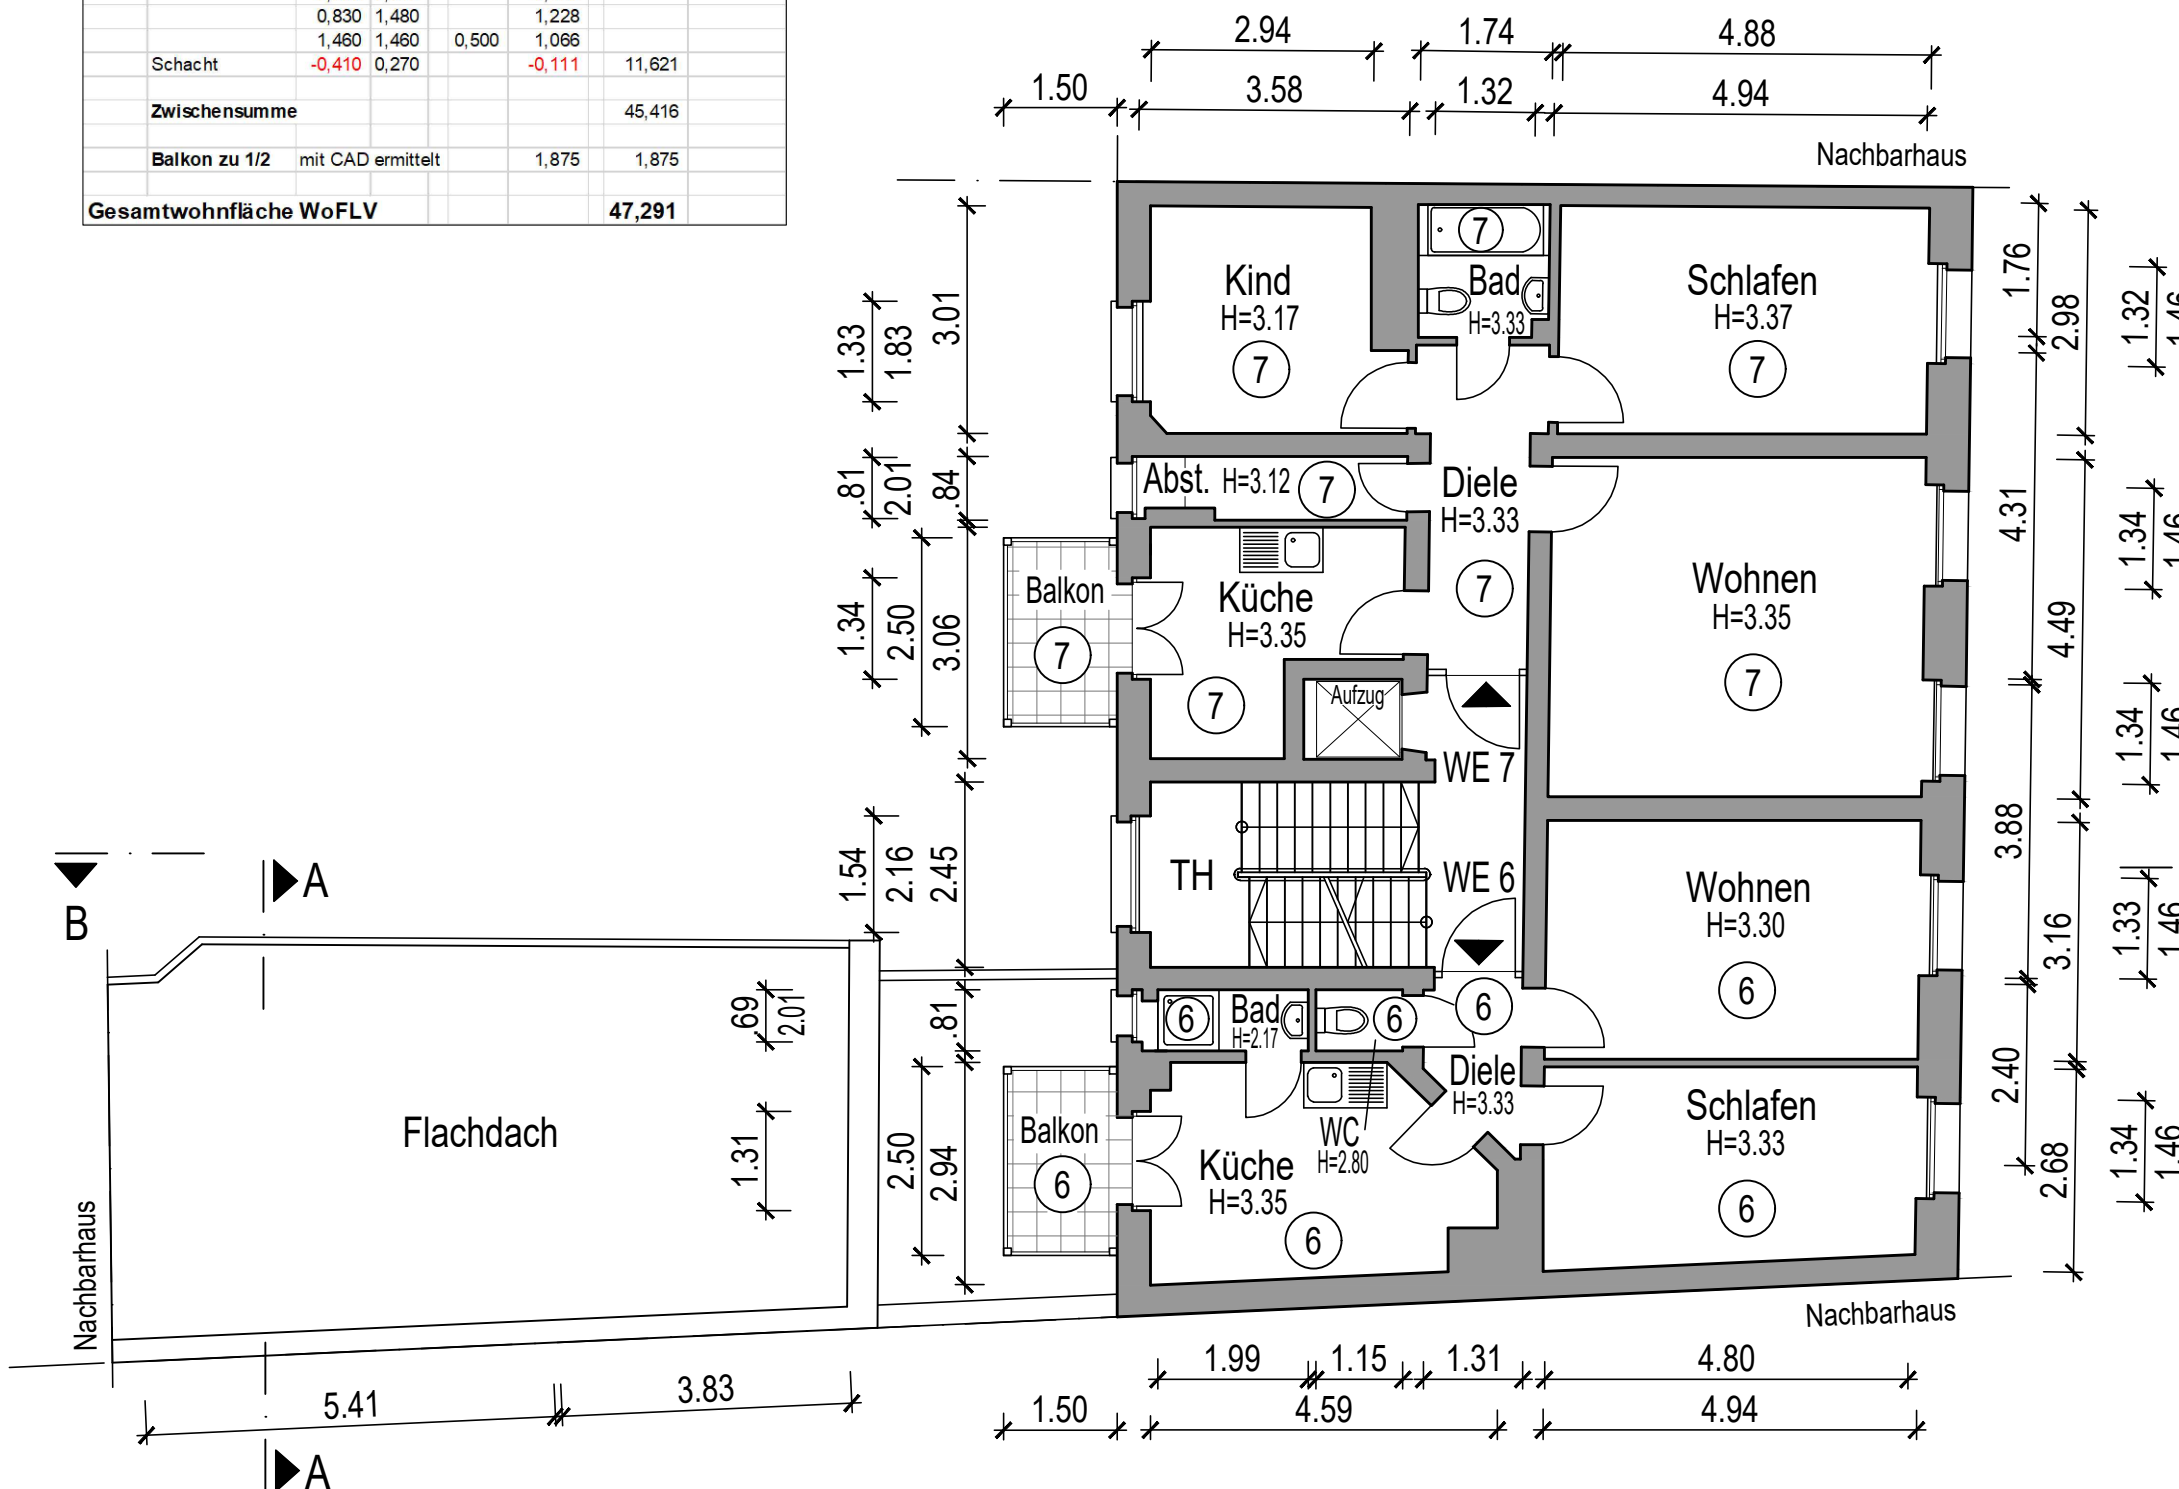 0,830 1,480 1,228
1,460 1,460 0,500 1,066
Schacht -0,410 0,270 -0,111 11,621
Zwischensumme 45,416
Balkon zu 1/2 mit CAD ermittelt 1,875 1,875
Gesamtwohnfläche WoFLV 47,291
2.94 1.74 4.88
1.50 3.58 1.32 4.94
Nachbarhaus
Kind
H=3.17
7
7
Bad
H=3.33
Schlafen
H=3.37
7
1.33
1.83
3.01
1.76
2.98
1.32
Abst. H=3.12 7
Diele
H=3.33
7
.81
2.01
.84
4.31
1.34
Balkon
7
Küche
H=3.35
7
Wohnen
H=3.35
7
1.34
2.50
3.06
4.49
1.34
Aufzug
WE 7
TH
WE 6
1.54
2.16
2.45
3.88
Wohnen
H=3.30
6
3.16
1.33
1.46
B
A
6
Bad
H=2.17
6
6
.69
2.01
.81
Diele
H=3.33
WC
H=2.80
2.40
Flachdach
1.31
2.50
2.94
Balkon
6
Küche
H=3.35
6
Schlafen
H=3.33
6
2.68
1.34
1.46
Nachbarhaus
Nachbarhaus
1.99 1.15 1.31 4.80
5.41 3.83
1.50 4.59 4.94
A